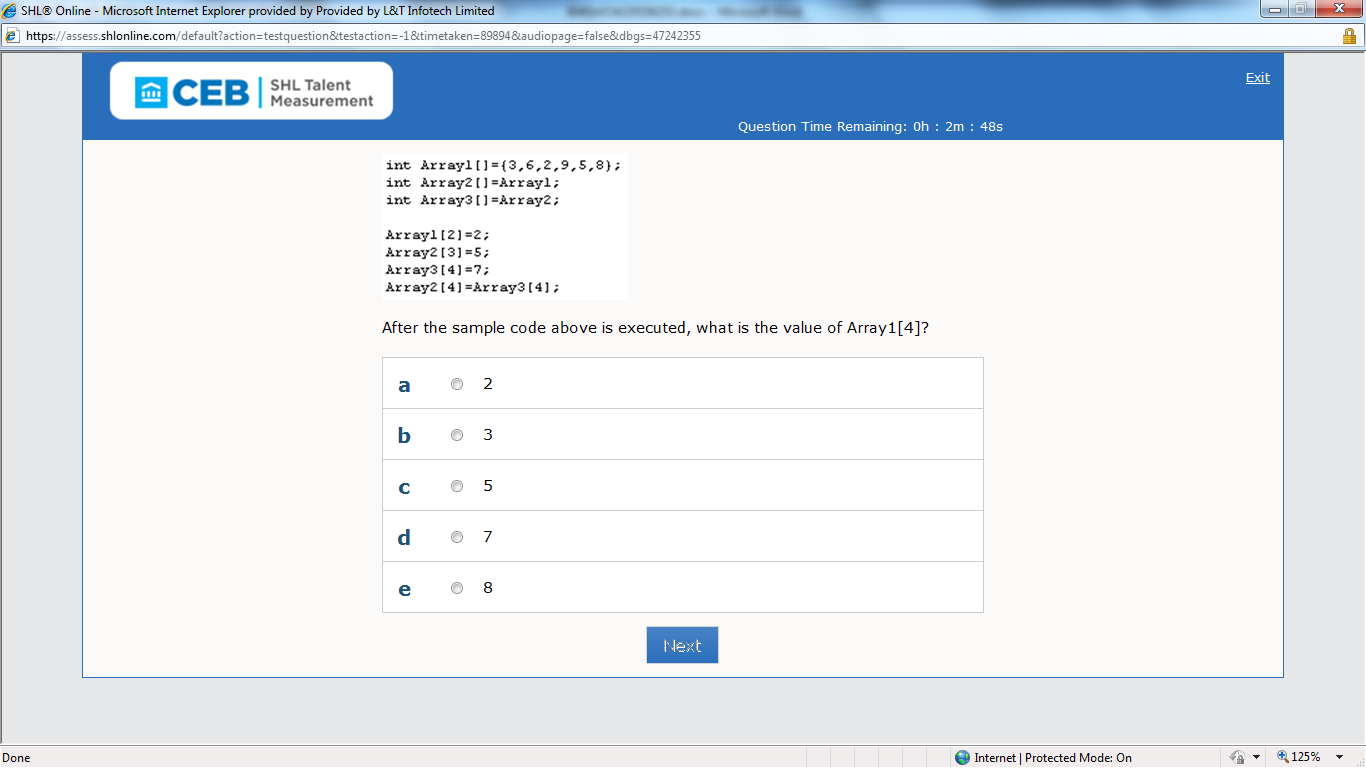 SHL® Online - Microsoft Internet Explorer provided by Provided by L&T Infotech Limited
https://assess.shlonline.com/default?action=testquestion&testaction=-1&timetaken=89894&audiopage=false&dbgs=47242355
CEB | SHL Talent
Measurement
Exit
Question Time Remaining: 0h : 2m : 48s
int Array1[]={3,6,2,9,5,8};
int Array2[]=Array1;
int Array3[]=Array2;
Array1[2]=2;
Array2[3]=5;
Array3[4]=7;
Array2[4]=Array3[4];
After the sample code above is executed, what is the value of Array1[4]?
a 2
b 3
c 5
d 7
e 8
Next
Done
Internet | Protected Mode: On
125%